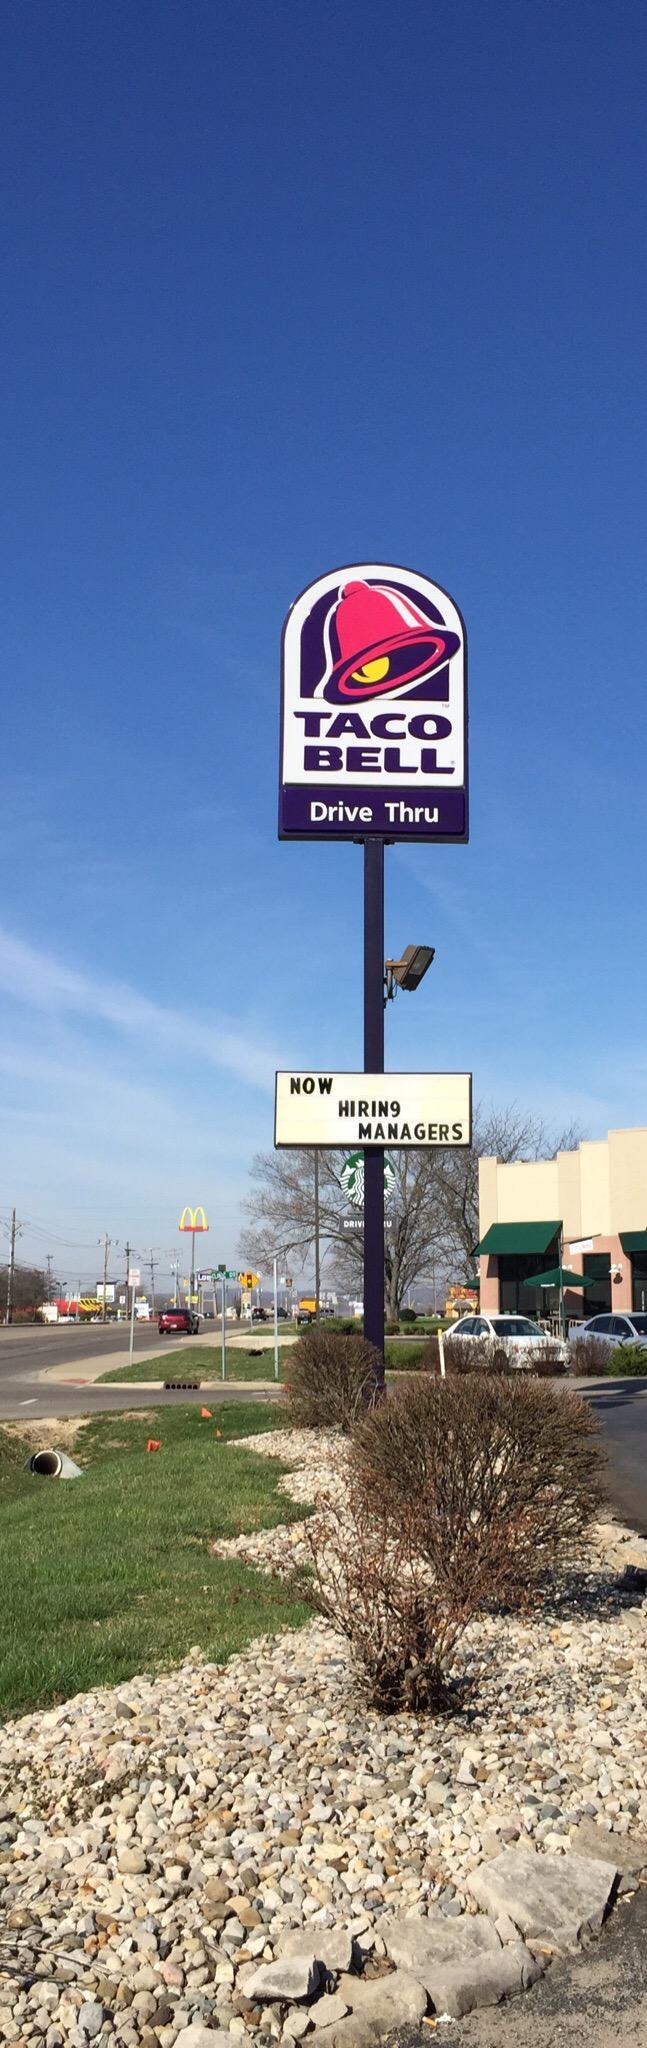 TACO
BELL
Drive Thru
NOW
HIRIN9
MANAGERS